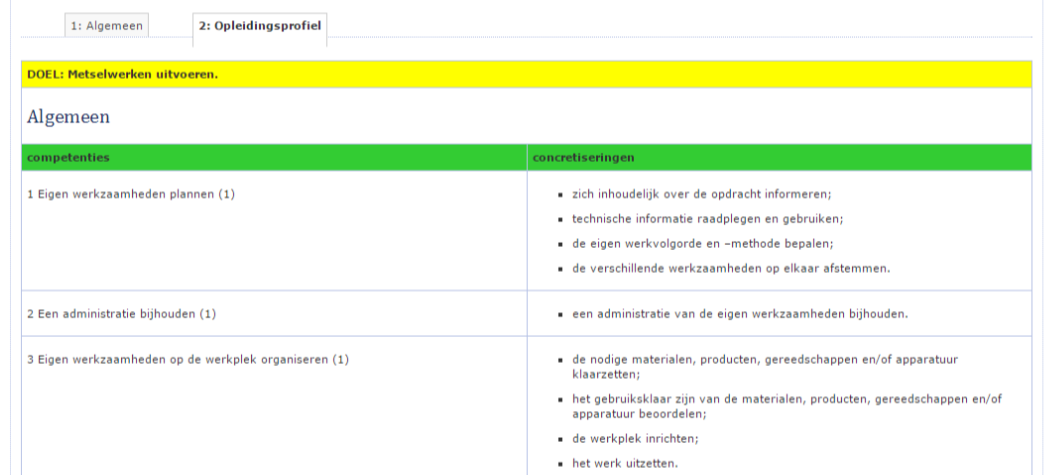 1: Algemeen
2: Opleidingsprofiel
DOEL: Metselwerken uitvoeren.
Algemeen
competenties
concretiseringen
1 Eigen werkzaamheden plannen (1)
▪ zich inhoudelijk over de opdracht informeren;
▪ technische informatie raadplegen en gebruiken;
▪ de eigen werkvolgorde en –methode bepalen;
▪ de verschillende werkzaamheden op elkaar afstemmen.
2 Een administratie bijhouden (1)
▪ een administratie van de eigen werkzaamheden bijhouden.
3 Eigen werkzaamheden op de werkplek organiseren (1)
▪ de nodige materialen, producten, gereedschappen en/of apparatuur
klaarzetten;
▪ het gebruiksklaar zijn van de materialen, producten, gereedschappen en/of
apparatuur beoordelen;
▪ de werkplek inrichten;
▪ het werk uitzetten.